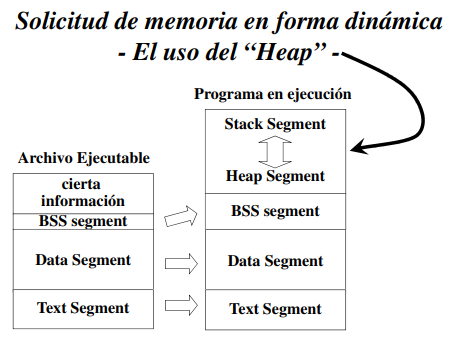 Solicitud de memoria en forma dinámica
- El uso del “Heap” -
Programa en ejecución
Stack Segment
Heap Segment
BSS segment
Data Segment
Text Segment
Archivo Ejecutable
cierta
información
BSS segment
Data Segment
Text Segment